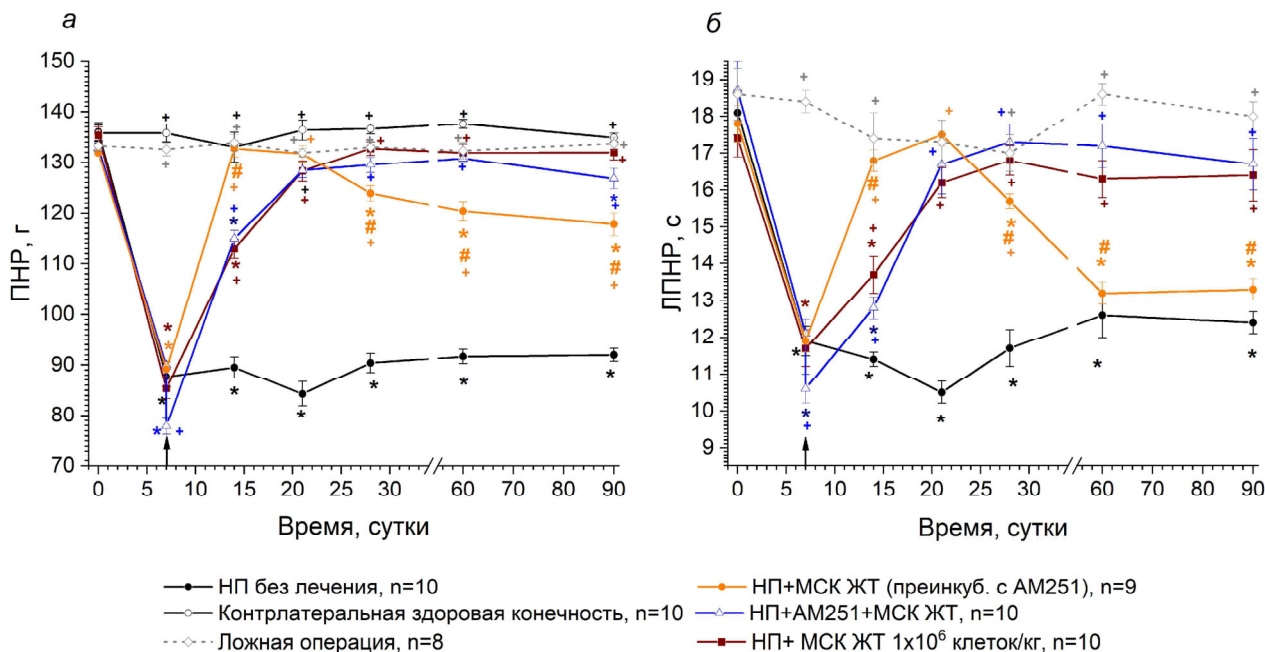 а
б
ПНР, г
150
140
130
120
110
100
90
80
70
0 5 10 15 20 25 30 60 70 80 90
Время, сутки
ЛПНР, с
19
18
17
16
15
14
13
12
11
10
9
0 5 10 15 20 25 30 60 70 80 90
Время, сутки
НП без лечения, n=10
Контрлатеральная здоровая конечность, n=10
Ложная операция, n=8
НП+МСК ЖТ (преинкуб. с АМ251), n=9
НП+АМ251+МСК ЖТ, n=10
НП+ МСК ЖТ 1x10⁶ клеток/кг, n=10